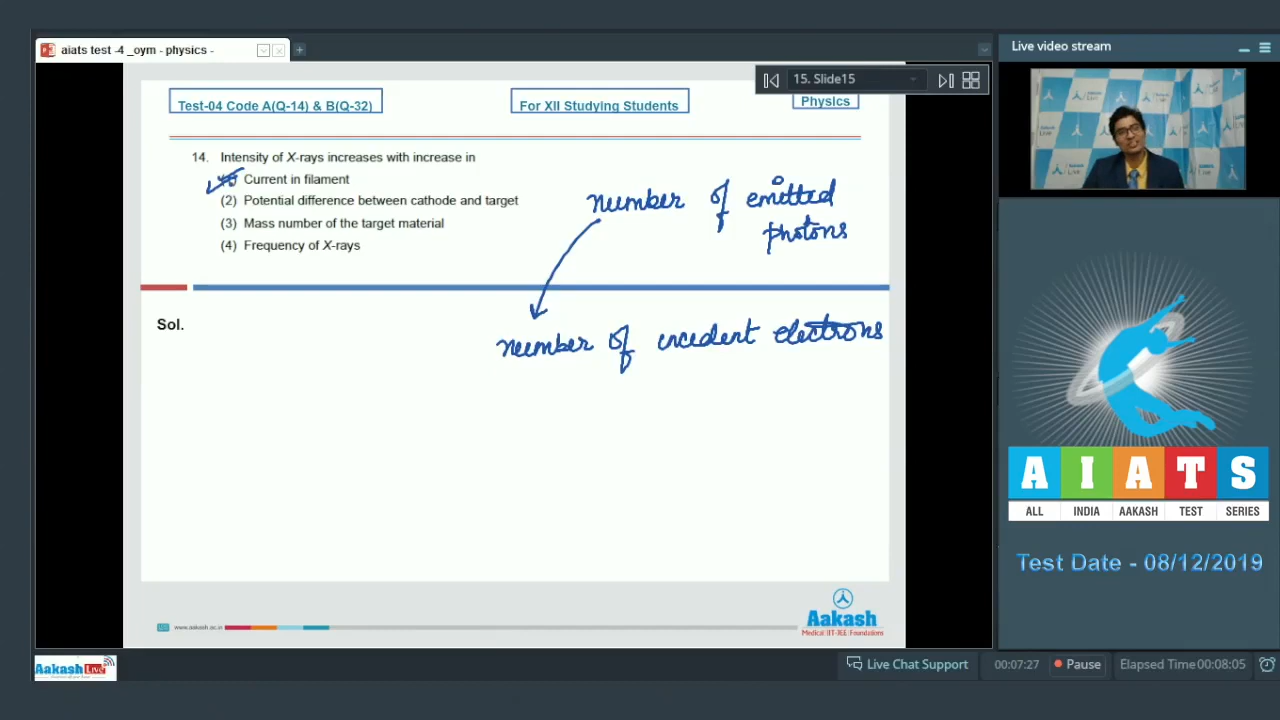 aiats test -4 _oym - physics -
Live video stream
15. Slide15
Test-04 Code A(Q-14) & B(Q-32)
For XII Studying Students
Physics
14. Intensity of X-rays increases with increase in
Current in filament
(2) Potential difference between cathode and target
(3) Mass number of the target material
(4) Frequency of X-rays
number of emitted
photons
Sol.
number of incident electrons
A I A T S
ALL INDIA AAKASH TEST SERIES
Test Date - 08/12/2019
www.aakash.ac.in
Aakash
Medical|IIT-JEE|Foundations
Aakash Live
Live Chat Support
00:07:27
Pause
Elapsed Time 00:08:05